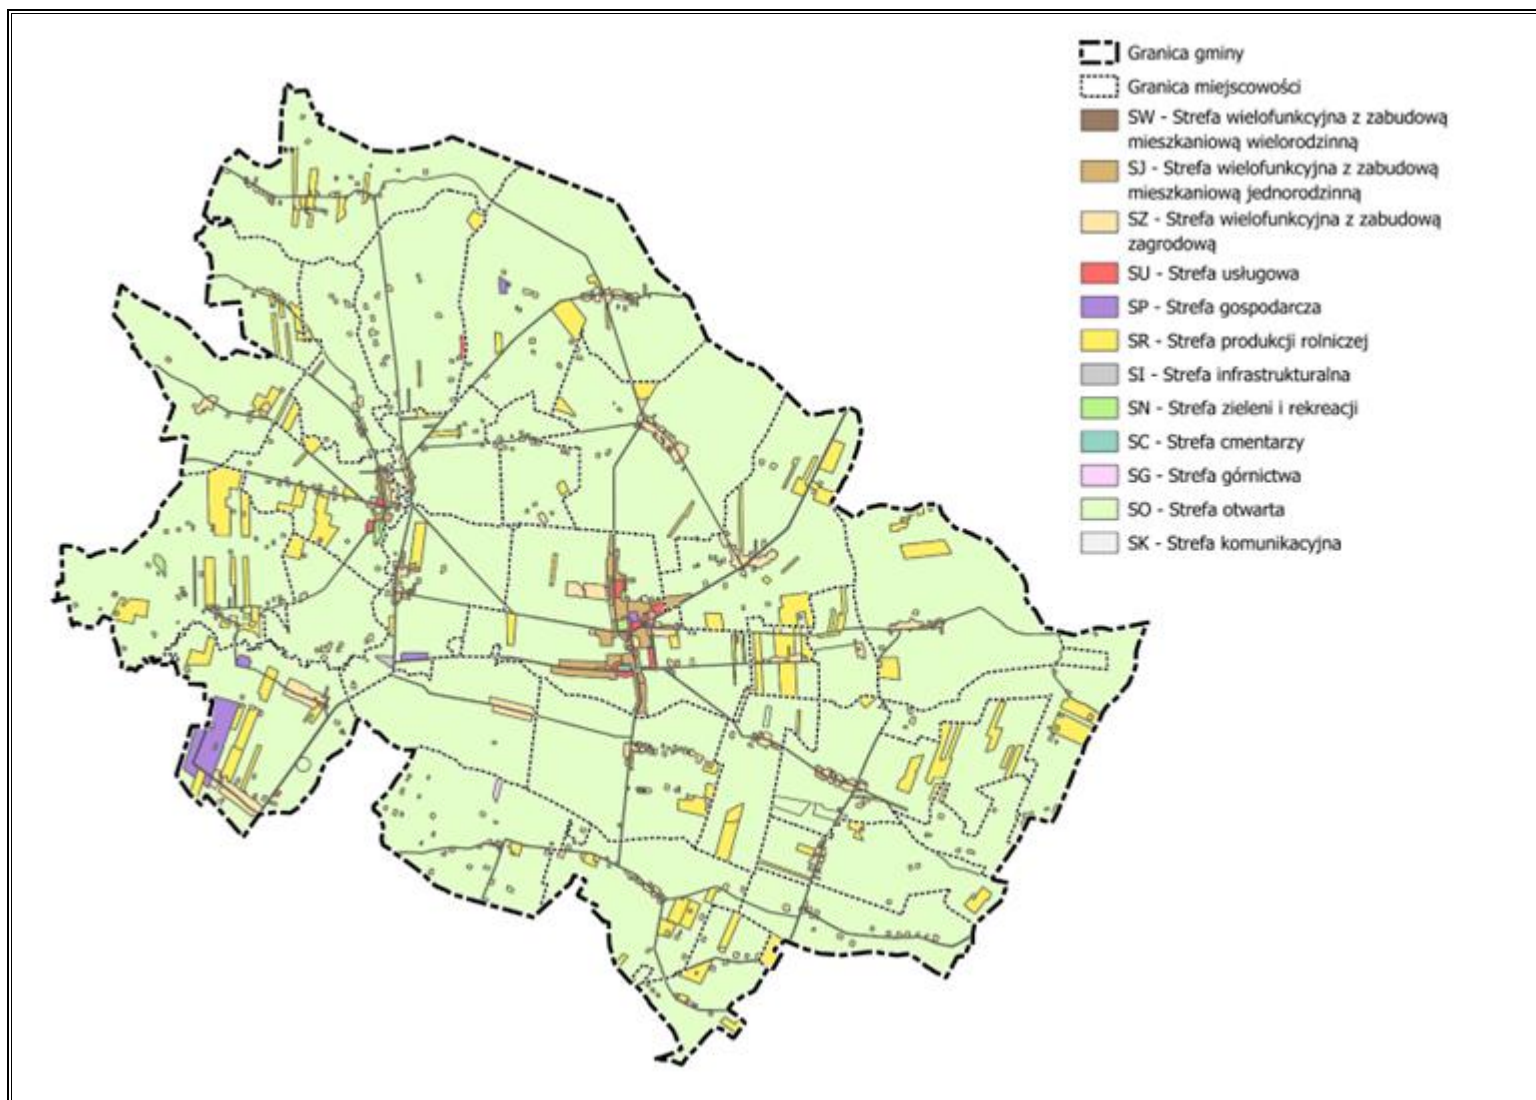 Granica gminy
Granica miejscowości
SW - Strefa wielofunkcyjna z zabudową
mieszkaniową wielorodzinną
SJ - Strefa wielofunkcyjna z zabudową
mieszkaniową jednorodzinną
SZ - Strefa wielofunkcyjna z zabudową
zagrodową
SU - Strefa usługowa
SP - Strefa gospodarcza
SR - Strefa produkcji rolniczej
SI - Strefa infrastrukturalna
SN - Strefa zieleni i rekreacji
SC - Strefa cmentarzy
SG - Strefa górnictwa
SO - Strefa otwarta
SK - Strefa komunikacyjna